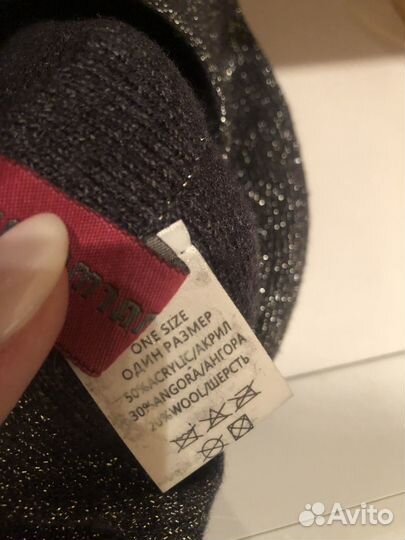 ONE SIZE
ОДИН РАЗМЕР
50%ACRYLIC/АКРИЛ
30%ANGORA/АНГОРА
20%WOOL/ШЕРСТЬ
Avito